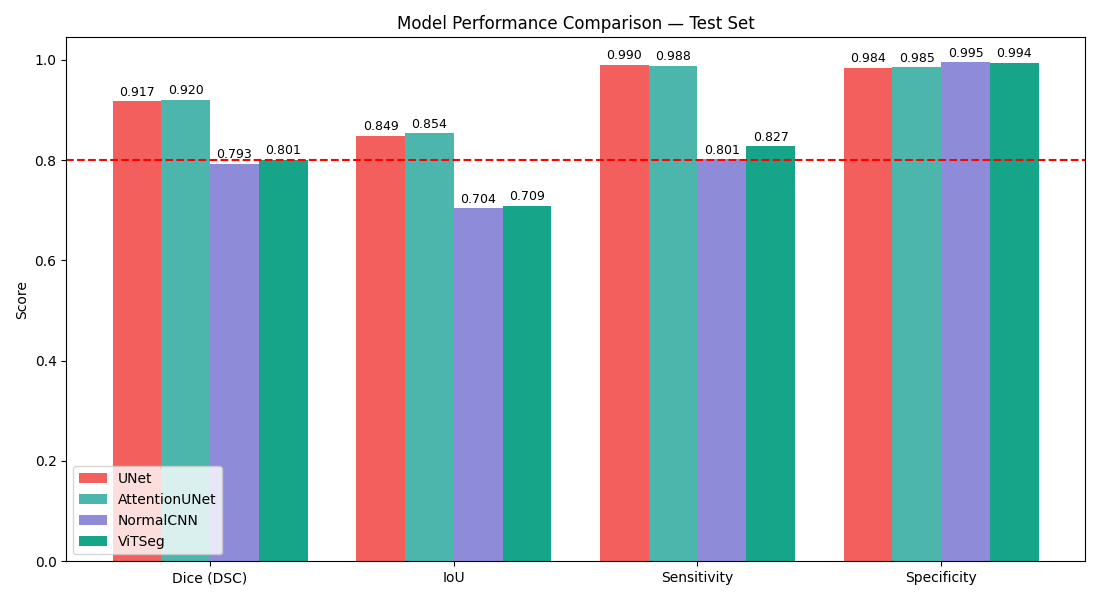 Model Performance Comparison — Test Set
Score
1.0
0.8
0.6
0.4
0.2
0.0
0.917
0.920
0.793
0.801
0.849
0.854
0.704
0.709
0.990
0.988
0.801
0.827
0.984
0.985
0.995
0.994
UNet
AttentionUNet
NormalCNN
ViTSeg
Dice (DSC)
IoU
Sensitivity
Specificity